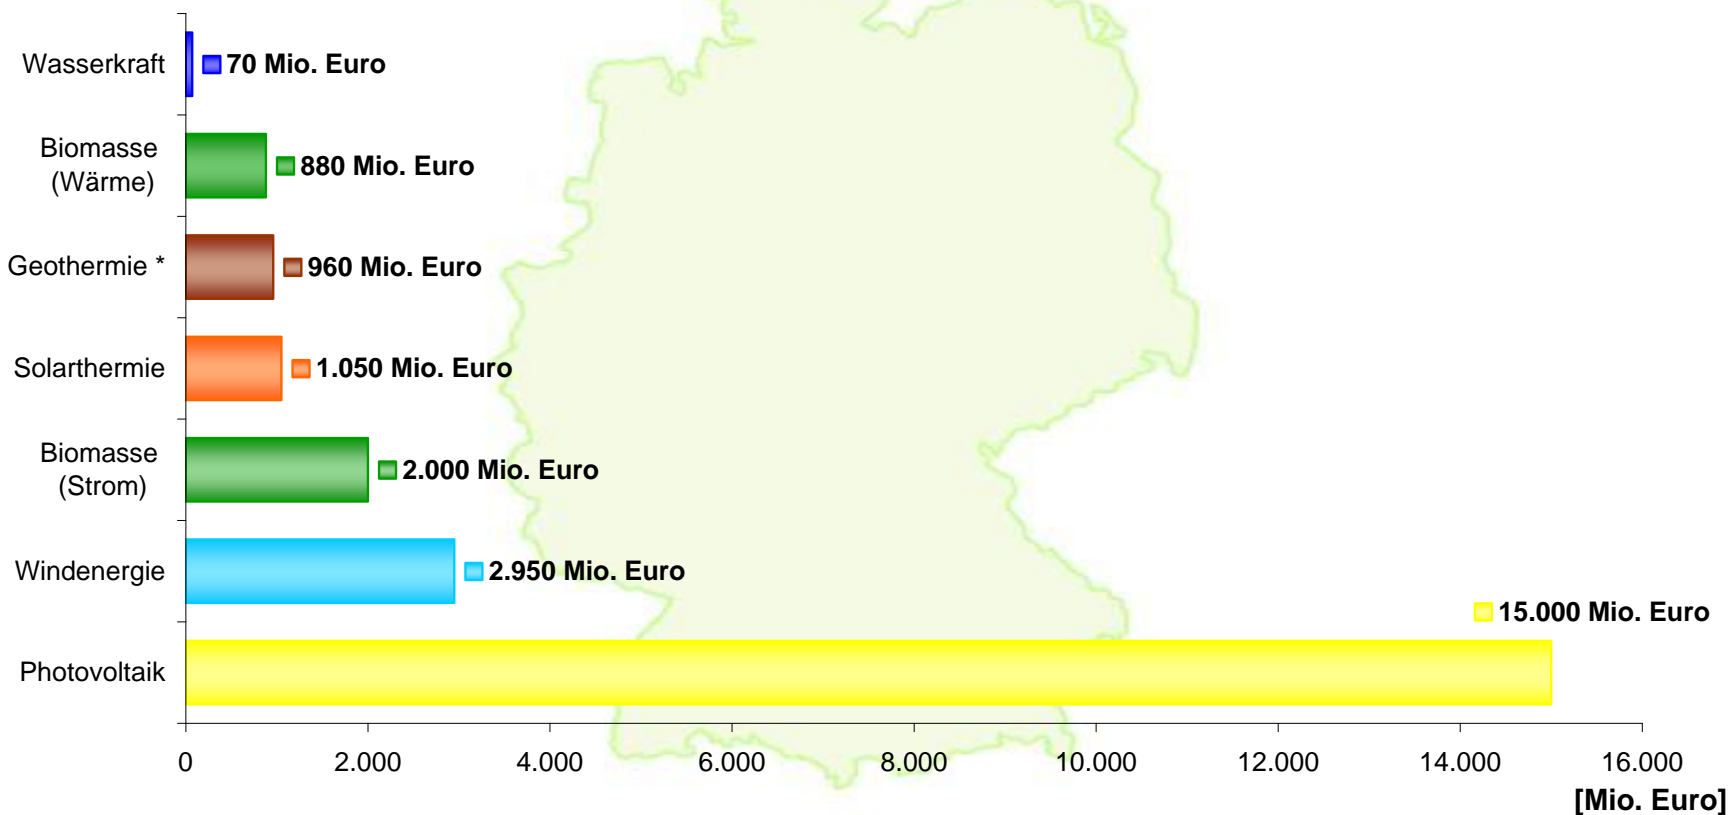 Wasserkraft
70 Mio. Euro
Biomasse
(Wärme)
880 Mio. Euro
Geothermie *
960 Mio. Euro
Solarthermie
1.050 Mio. Euro
Biomasse
(Strom)
2.000 Mio. Euro
Windenergie
2.950 Mio. Euro
15.000 Mio. Euro
Photovoltaik
0 2.000 4.000 6.000 8.000 10.000 12.000 14.000 16.000
[Mio. Euro]